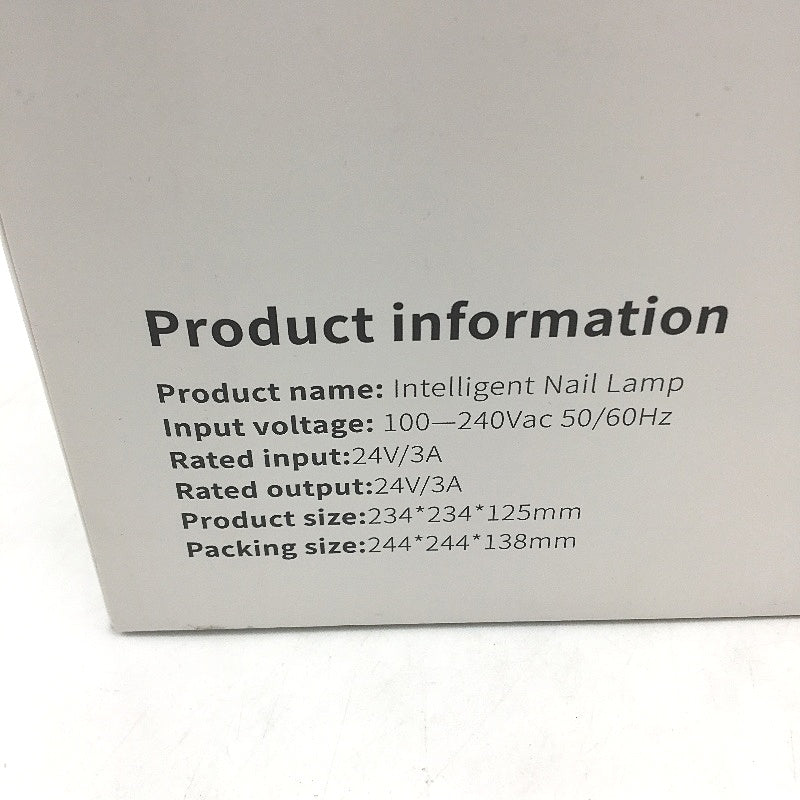 Product information
Product name: Intelligent Nail Lamp
Input voltage: 100—240Vac 50/60Hz
Rated input:24V/3A
Rated output:24V/3A
Product size:234*234*125mm
Packing size:244*244*138mm